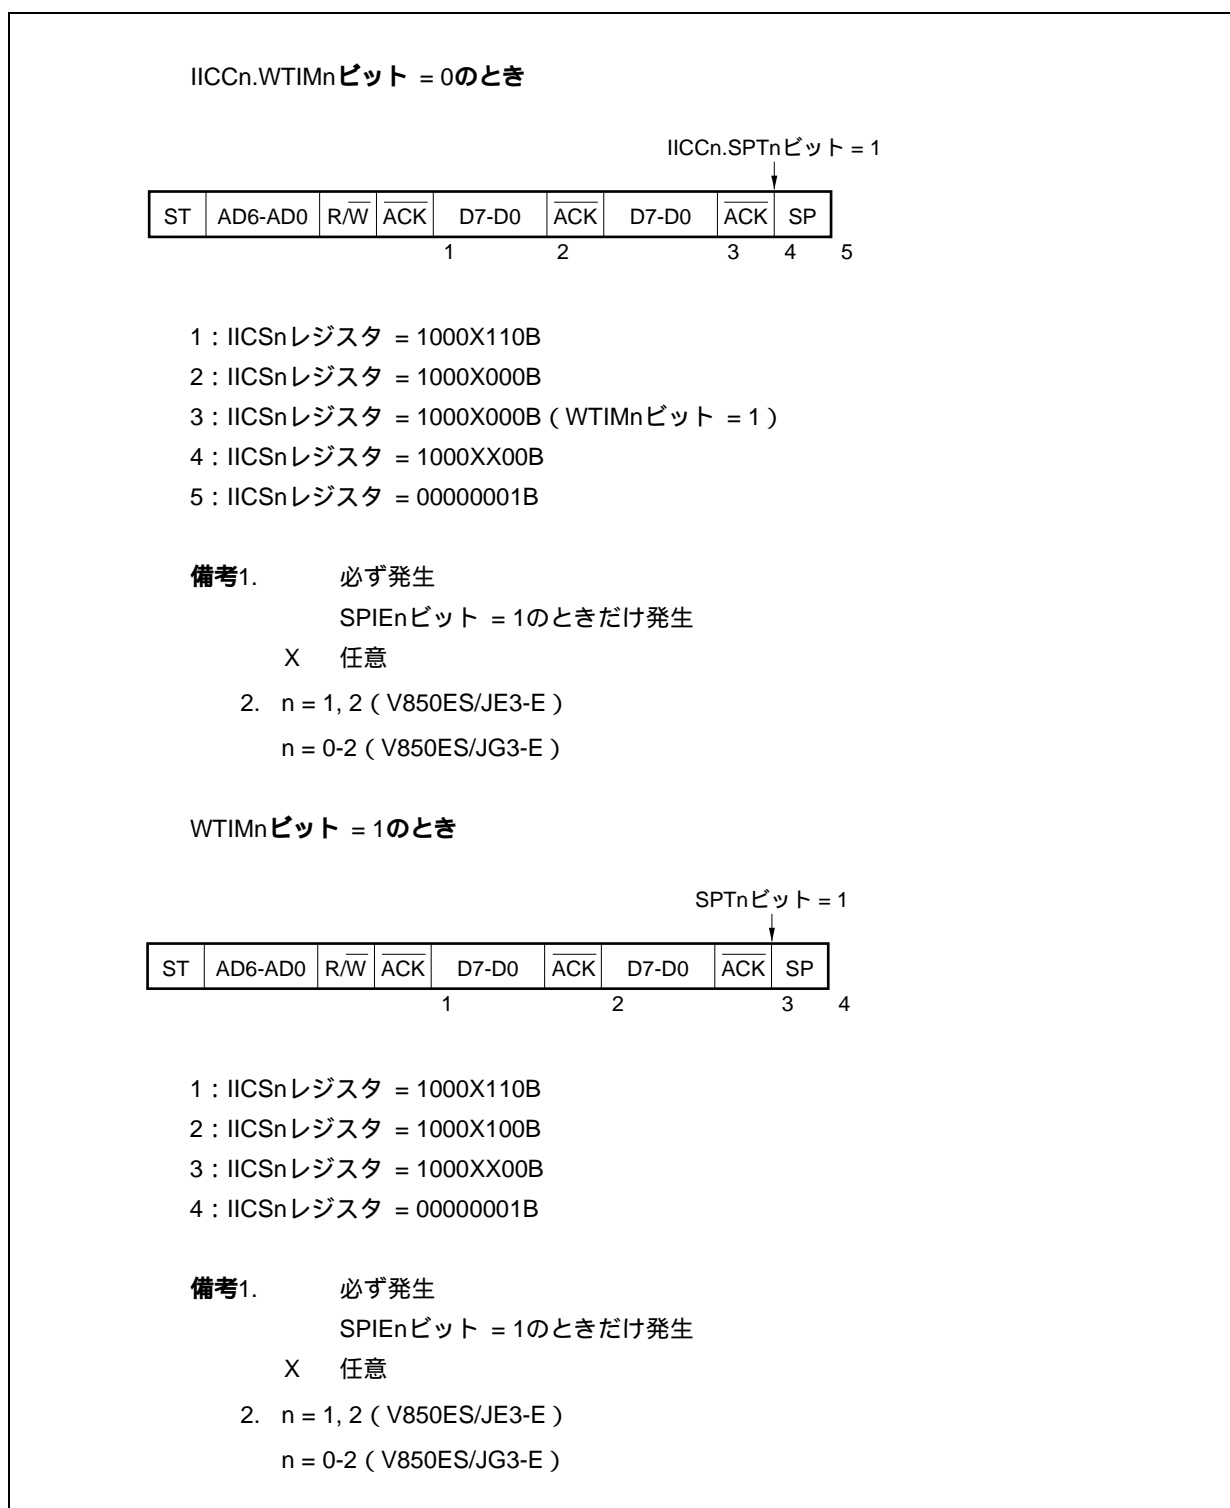 IICCn.WTIMnビット = 0のとき
IICCn.SPTnビット = 1
ST AD6-AD0 R/W ACK D7-D0 ACK D7-D0 ACK SP
1 2 3 4 5
1：IICSnレジスタ = 1000X110B
2：IICSnレジスタ = 1000X000B
3：IICSnレジスタ = 1000X000B（WTIMnビット = 1）
4：IICSnレジスタ = 1000XX00B
5：IICSnレジスタ = 00000001B
備考1. 必ず発生
SPIEnビット = 1のときだけ発生
X 任意
2. n = 1, 2（V850ES/JE3-E）
n = 0-2（V850ES/JG3-E）
WTIMnビット = 1のとき
SPTnビット = 1
ST AD6-AD0 R/W ACK D7-D0 ACK D7-D0 ACK SP
1 2 3 4
1：IICSnレジスタ = 1000X110B
2：IICSnレジスタ = 1000X100B
3：IICSnレジスタ = 1000XX00B
4：IICSnレジスタ = 00000001B
備考1. 必ず発生
SPIEnビット = 1のときだけ発生
X 任意
2. n = 1, 2（V850ES/JE3-E）
n = 0-2（V850ES/JG3-E）